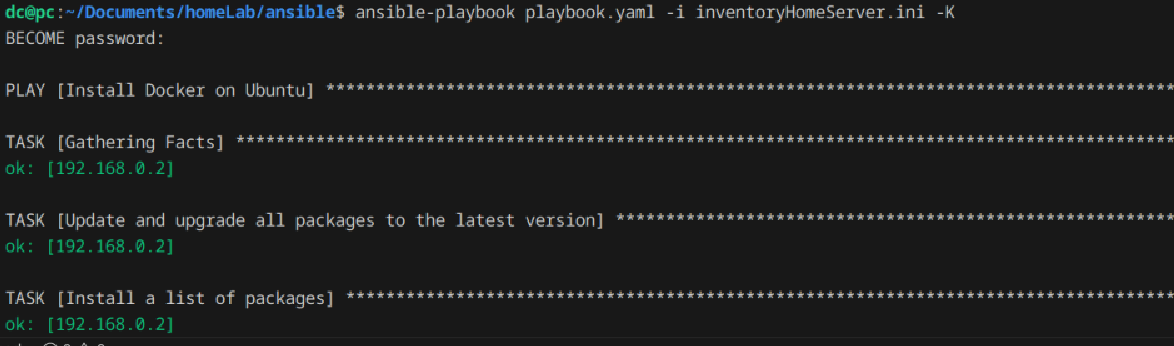 dc@pc:~/Documents/homeLab/ansible$ ansible-playbook playbook.yaml -i inventoryHomeServer.ini -K
BECOME password:
PLAY [Install Docker on Ubuntu] *************************************************************************************
TASK [Gathering Facts] **********************************************************************************************
ok: [192.168.0.2]
TASK [Update and upgrade all packages to the latest version] ********************************************************
ok: [192.168.0.2]
TASK [Install a list of packages] ***********************************************************************************
ok: [192.168.0.2]